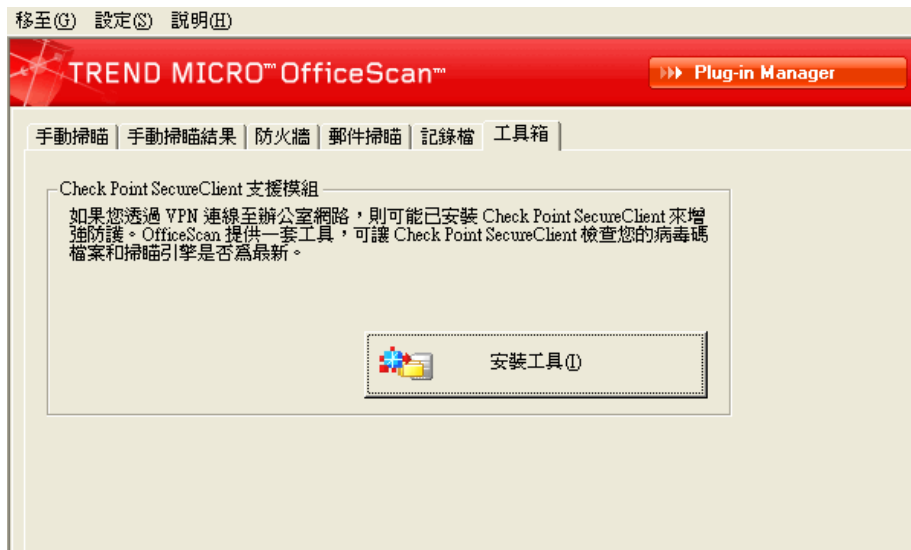 移至(G) 設定(S) 說明(H)
TREND MICRO™ OfficeScan™
Plug-in Manager
手動掃瞄 手動掃瞄結果 防火牆 郵件掃瞄 記錄檔 工具箱
Check Point SecureClient 支援模組
如果您透過 VPN 連線至辦公室網路，則可能已安裝 Check Point SecureClient 來增
強防護。OfficeScan 提供一套工具，可讓 Check Point SecureClient 檢查您的病毒碼
檔案和掃瞄引擎是否為最新。
安裝工具(I)